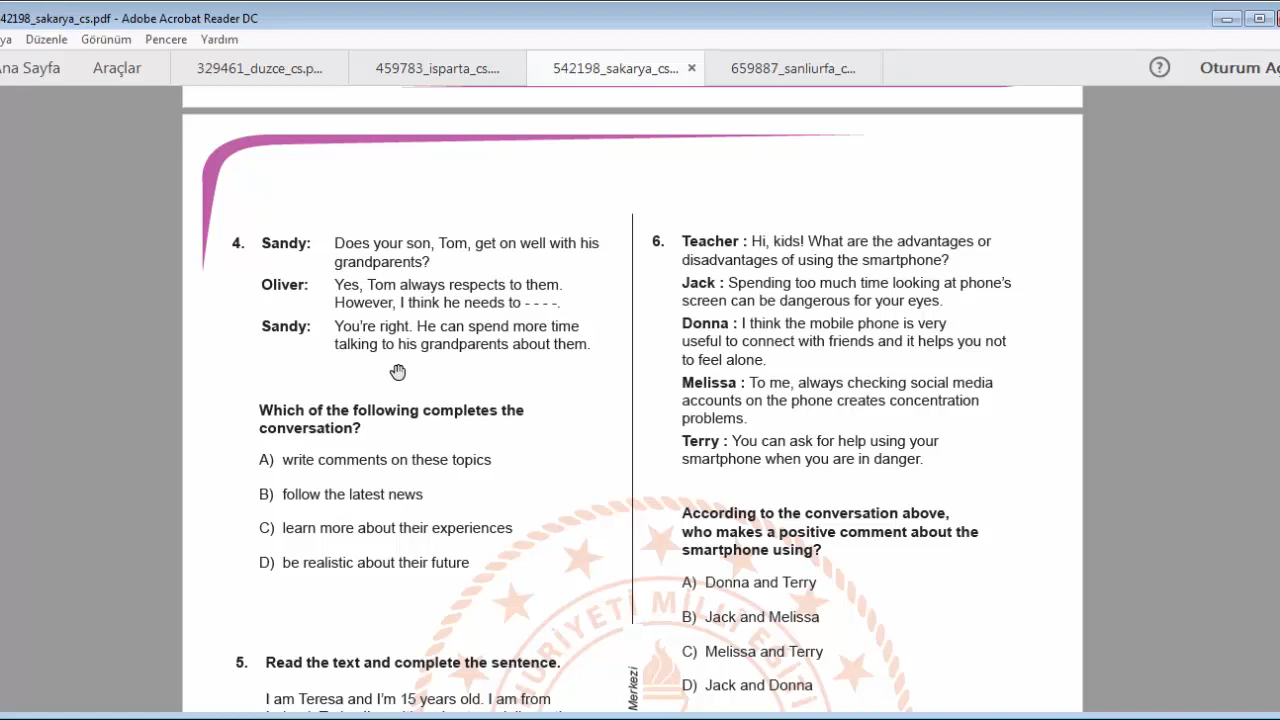 42198_sakarya_cs.pdf - Adobe Acrobat Reader DC
ya Düzenle Görünüm Pencere Yardım
Ana Sayfa Araçlar 329461_duzce_cs.p... 459783_isparta_cs.... 542198_sakarya_cs... × 659887_sanliurfa_c... ? Oturum Aç
4. Sandy: Does your son, Tom, get on well with his
grandparents?
Oliver: Yes, Tom always respects to them.
However, I think he needs to - - - -.
Sandy: You're right. He can spend more time
talking to his grandparents about them.
Which of the following completes the
conversation?
A) write comments on these topics
B) follow the latest news
C) learn more about their experiences
D) be realistic about their future
5. Read the text and complete the sentence.
I am Teresa and I'm 15 years old. I am from
6. Teacher : Hi, kids! What are the advantages or
disadvantages of using the smartphone?
Jack : Spending too much time looking at phone's
screen can be dangerous for your eyes.
Donna : I think the mobile phone is very
useful to connect with friends and it helps you not
to feel alone.
Melissa : To me, always checking social media
accounts on the phone creates concentration
problems.
Terry : You can ask for help using your
smartphone when you are in danger.
According to the conversation above,
who makes a positive comment about the
smartphone using?
A) Donna and Terry
B) Jack and Melissa
C) Melissa and Terry
D) Jack and Donna
Merkezi
URİYETİ MİLLÎ EĞİTİ